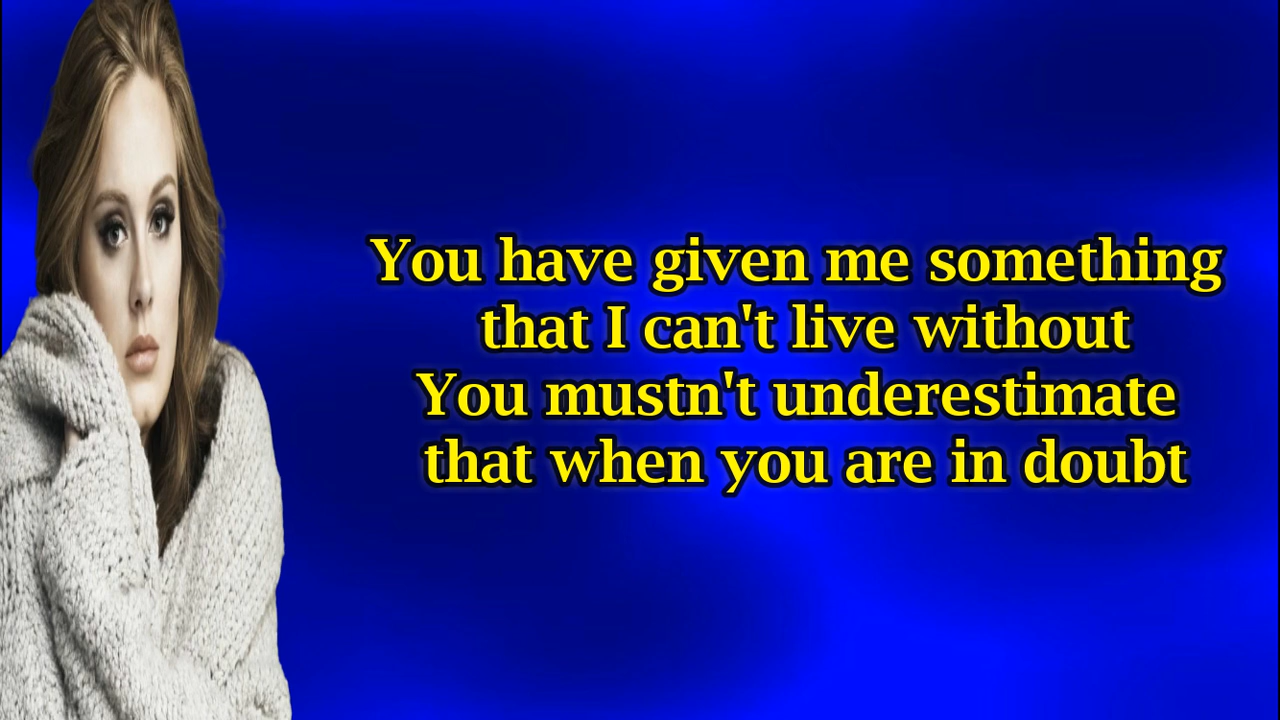 You have given me something
that I can't live without
You mustn't underestimate
that when you are in doubt